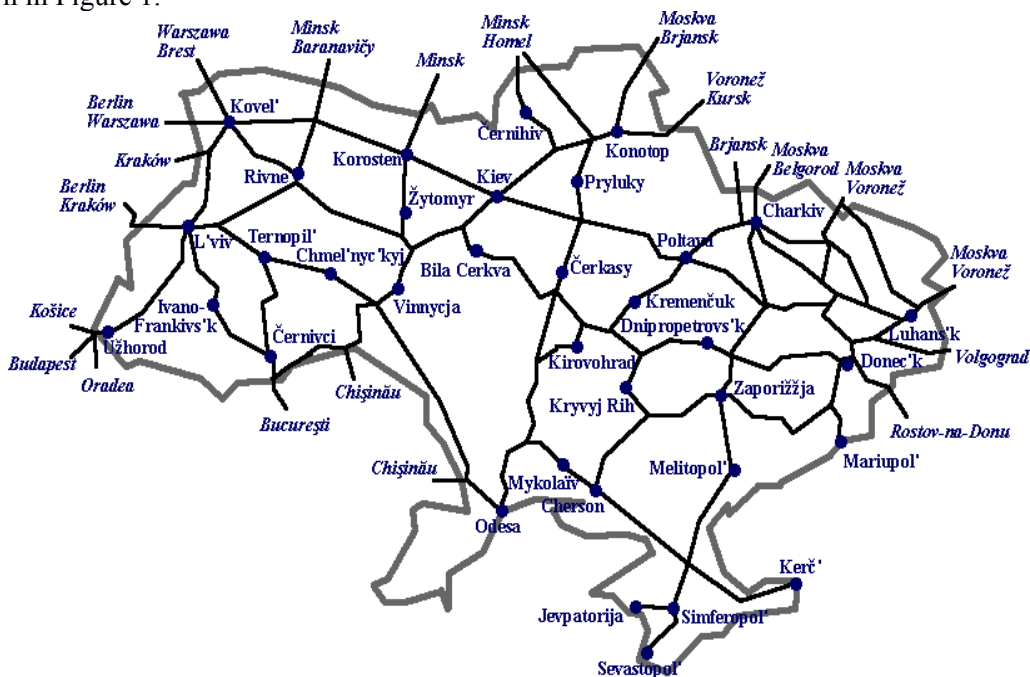 n in Figure 1.
Warszawa
Brest
Minsk
Baranavičy
Minsk
Minsk
Homel
Moskva
Brjansk
Voronež
Kursk
Berlin
Warszawa
Kovel'
Černihiv
Konotop
Kraków
Korosten
Brjansk
Moskva
Belgorod
Moskva
Voronež
Rivne
Kiev
Pryluky
Berlin
Kraków
Žytomyr
Charkiv
L'viv
Ternopil'
Chmel'nyc'kyj
Bila Cerkva
Poltava
Moskva
Voronež
Čerkasy
Vinnycja
Košice
Ivano-
Frankivs'k
Kremenčuk
Dnipropetrovs'k
Luhans'k
Užhorod
Černivci
Kirovohrad
Donec'k
Volgograd
Budapest
Oradea
Chişinău
Kryvyj Rih
Zaporižžja
Bucureşti
Rostov-na-Donu
Mariupol'
Chişinău
Mykolaïv
Melitopol'
Cherson
Odesa
Kerč'
Jevpatorija
Simferopol'
Sevastopol'